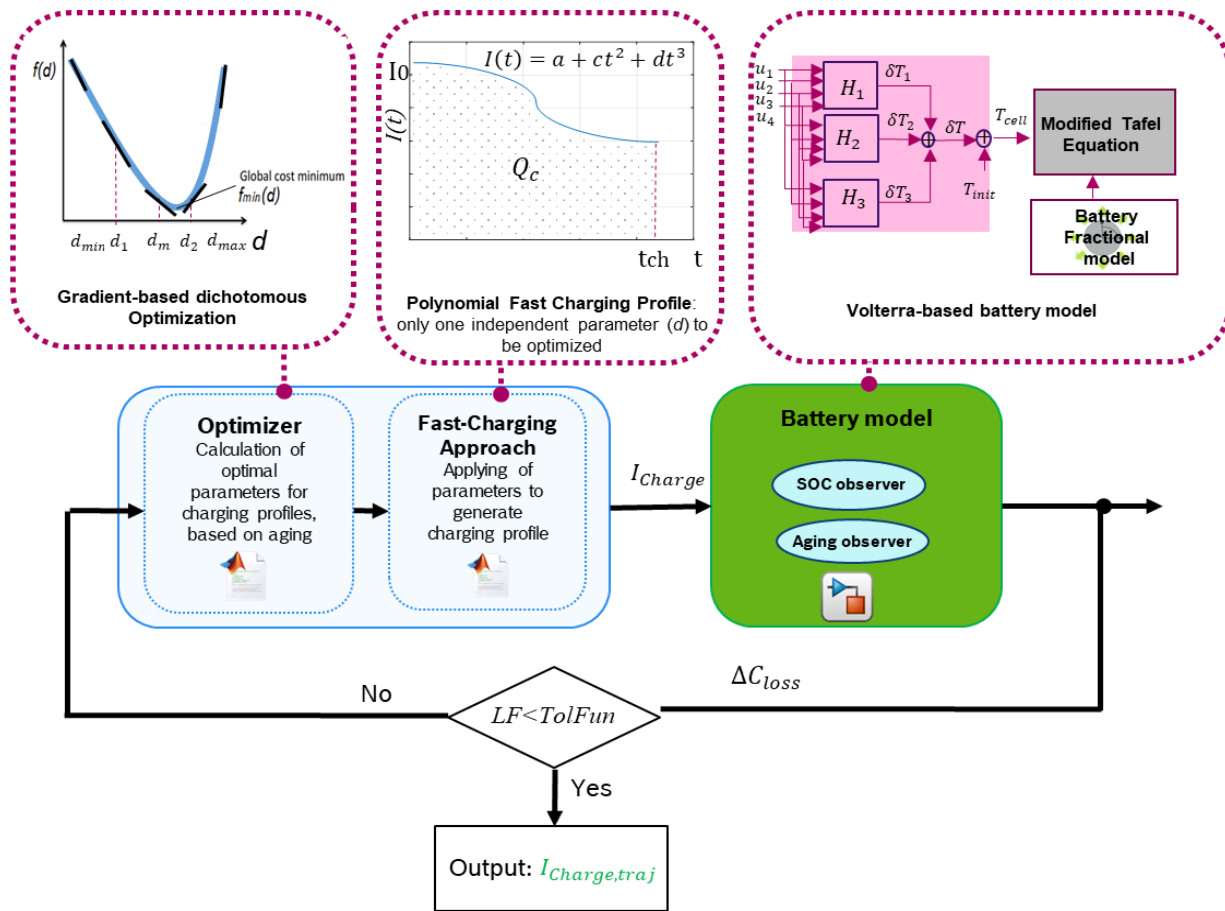 f(d)
Global cost minimum
f_min(d)
d_min d_1 d_m d_2 d_max d
Gradient-based dichotomous
Optimization
I(t) = a + ct² + dt³
I0
I(t)
Q_c
tch t
Polynomial Fast Charging Profile:
only one independent parameter (d) to
be optimized
u_1
u_2
u_3
u_4
H_1
δT_1
H_2
δT_2
H_3
δT_3
δT
T_cell
T_init
Modified Tafel
Equation
Battery
Fractional
model
Volterra-based battery model
Optimizer
Calculation of
optimal
parameters for
charging profiles,
based on aging
Fast-Charging
Approach
Applying of
parameters to
generate
charging profile
I_Charge
Battery model
SOC observer
Aging observer
No
ΔC_loss
LF<TolFun
Yes
Output: I_Charge,traj